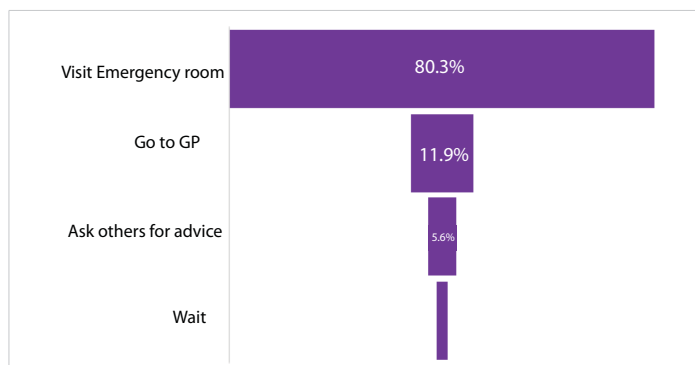 Visit Emergency room
80.3%
Go to GP
11.9%
Ask others for advice
5.6%
Wait